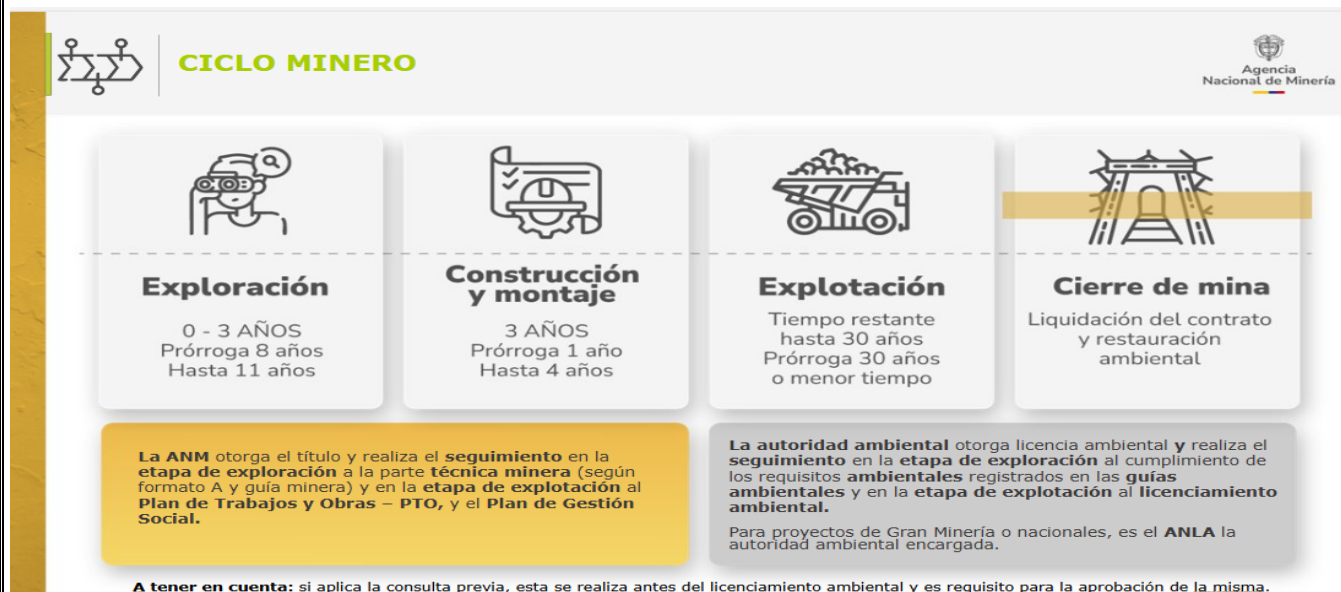 CICLO MINERO
Agencia
Nacional de Minería
Exploración
0 - 3 AÑOS
Prórroga 8 años
Hasta 11 años
Construcción
y montaje
3 AÑOS
Prórroga 1 año
Hasta 4 años
Explotación
Tiempo restante
hasta 30 años
Prórroga 30 años
o menor tiempo
Cierre de mina
Liquidación del contrato
y restauración
ambiental
La ANM otorga el título y realiza el seguimiento en la
etapa de exploración a la parte técnica minera (según
formato A y guía minera) y en la etapa de explotación al
Plan de Trabajos y Obras – PTO, y el Plan de Gestión
Social.
La autoridad ambiental otorga licencia ambiental y realiza el
seguimiento en la etapa de exploración al cumplimiento de
los requisitos ambientales registrados en las guías
ambientales y en la etapa de explotación al licenciamiento
ambiental.
Para proyectos de Gran Minería o nacionales, es el ANLA la
autoridad ambiental encargada.
A tener en cuenta: si aplica la consulta previa, esta se realiza antes del licenciamiento ambiental y es requisito para la aprobación de la misma.